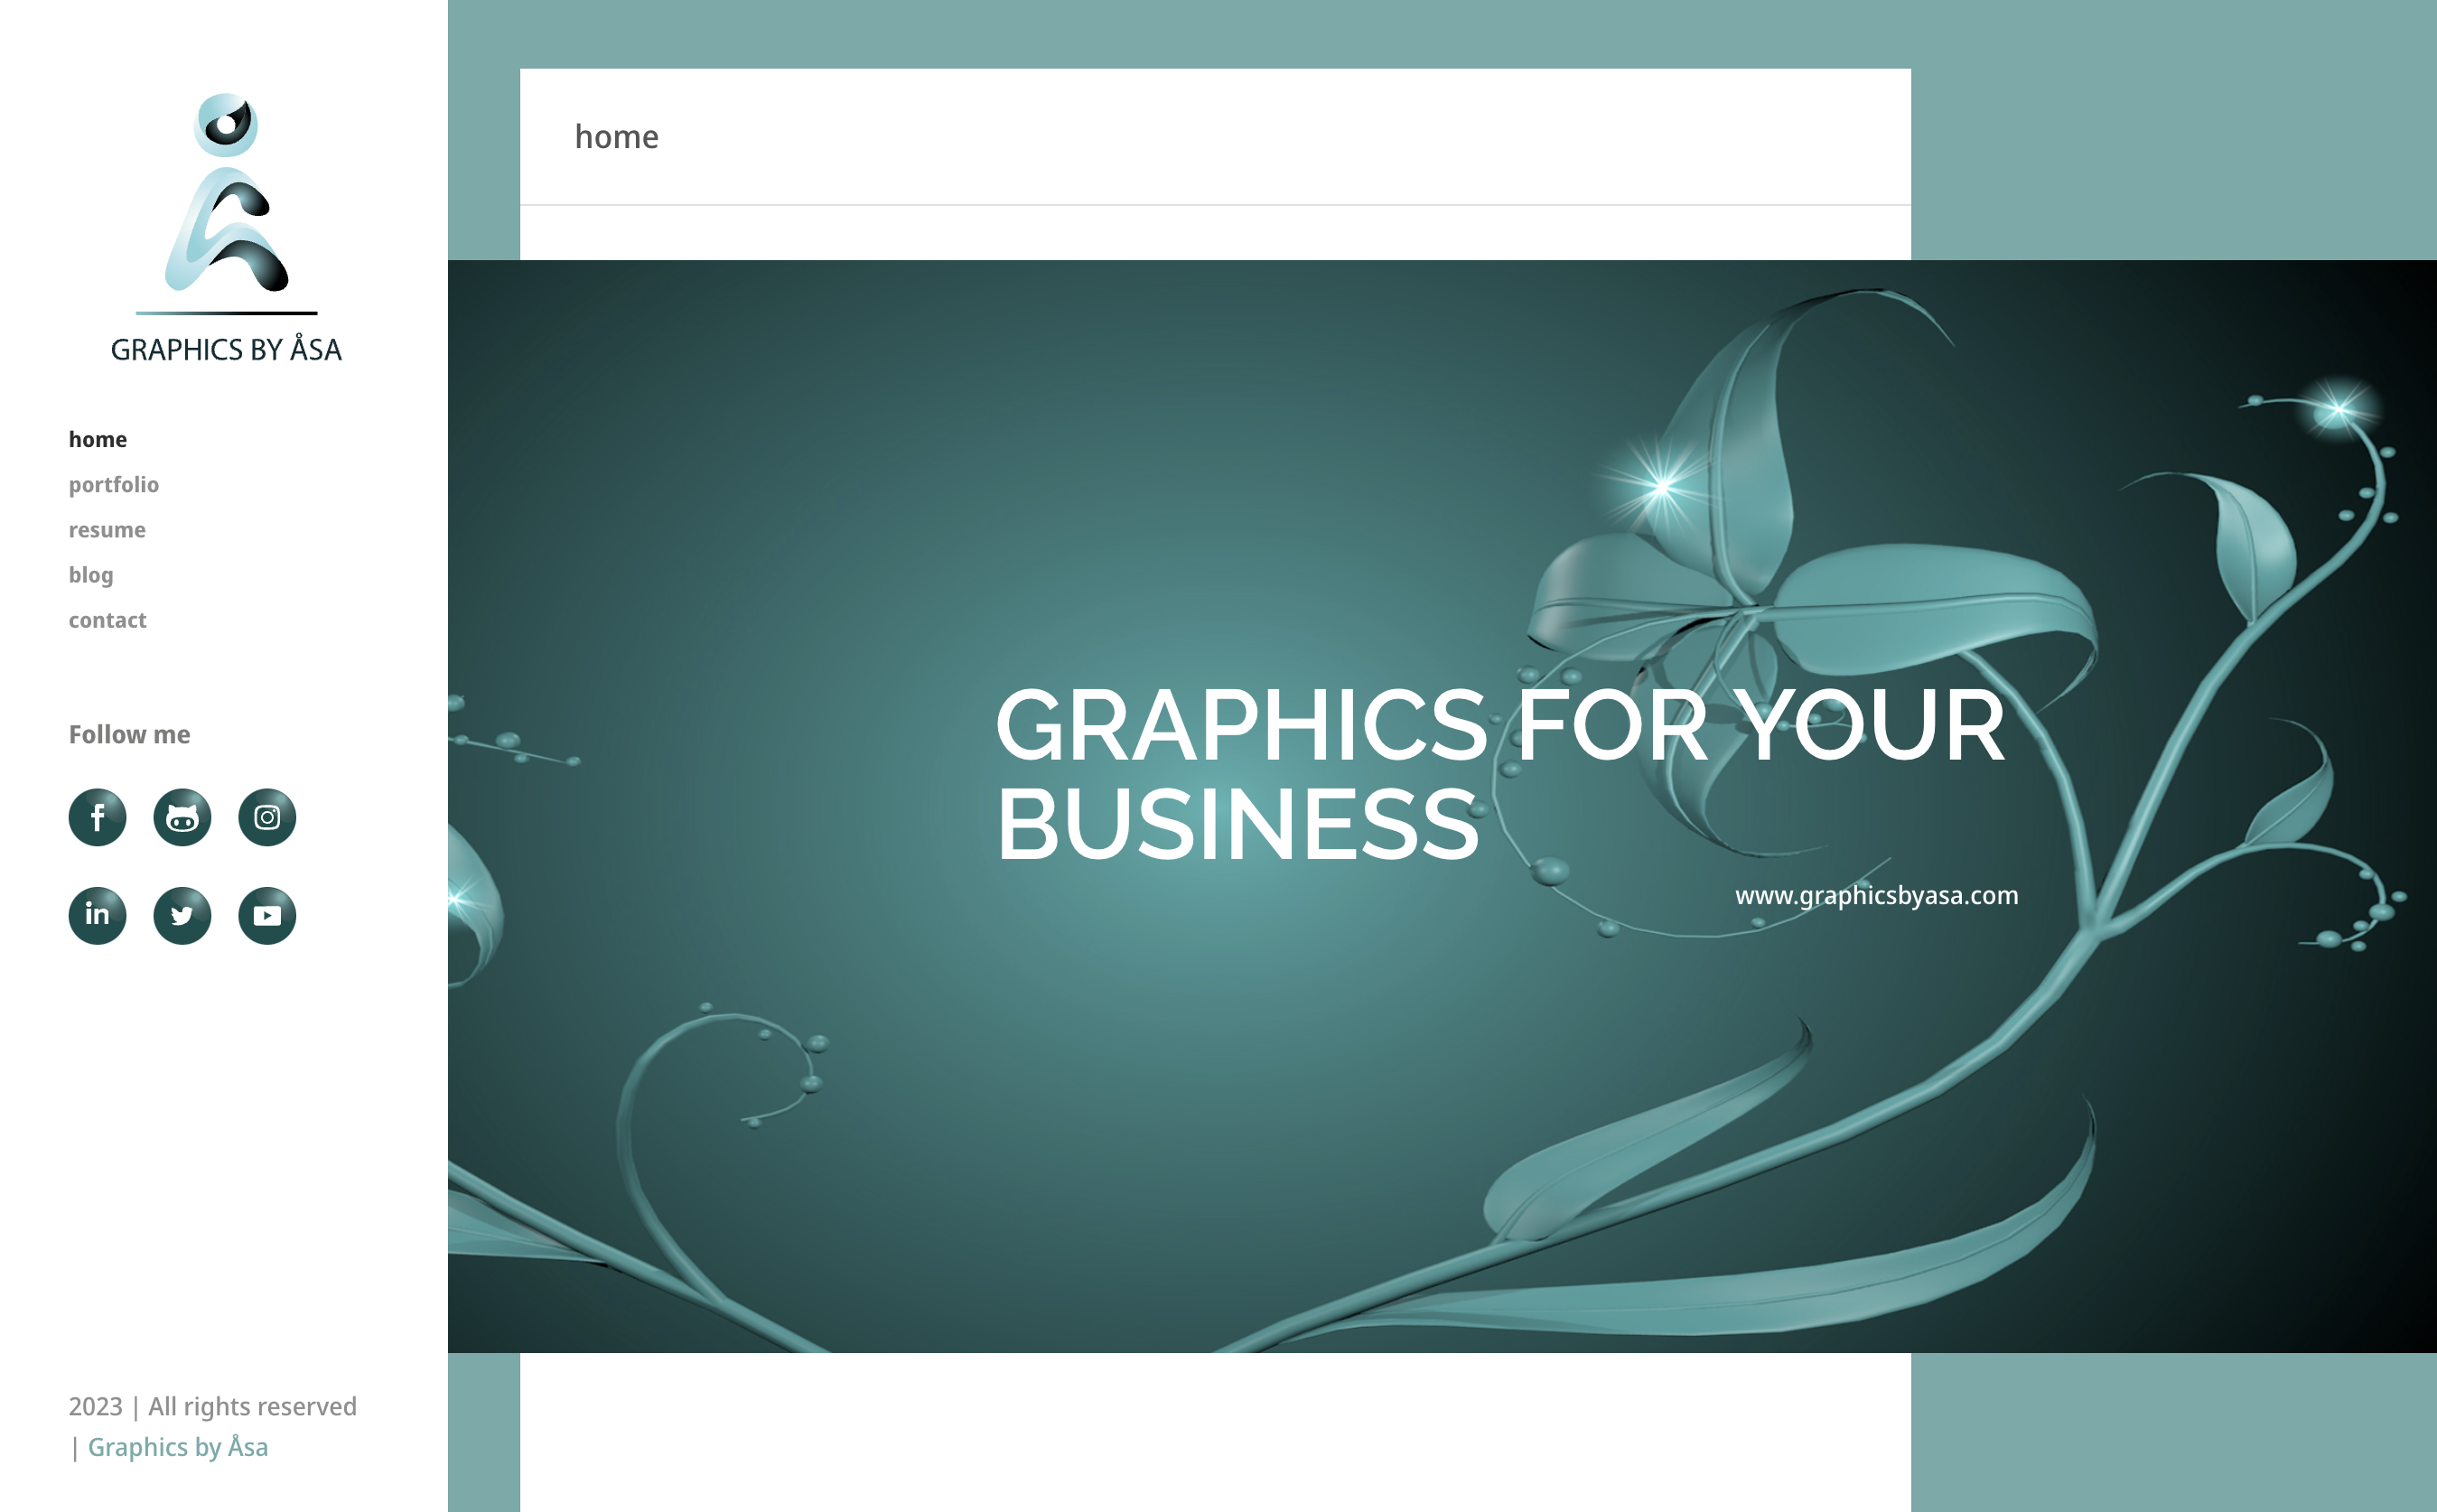 GRAPHICS BY ÅSA
home
portfolio
resume
blog
contact
Follow me
2023 | All rights reserved
| Graphics by Åsa
home
GRAPHICS FOR YOUR
BUSINESS
www.graphicsbyasa.com